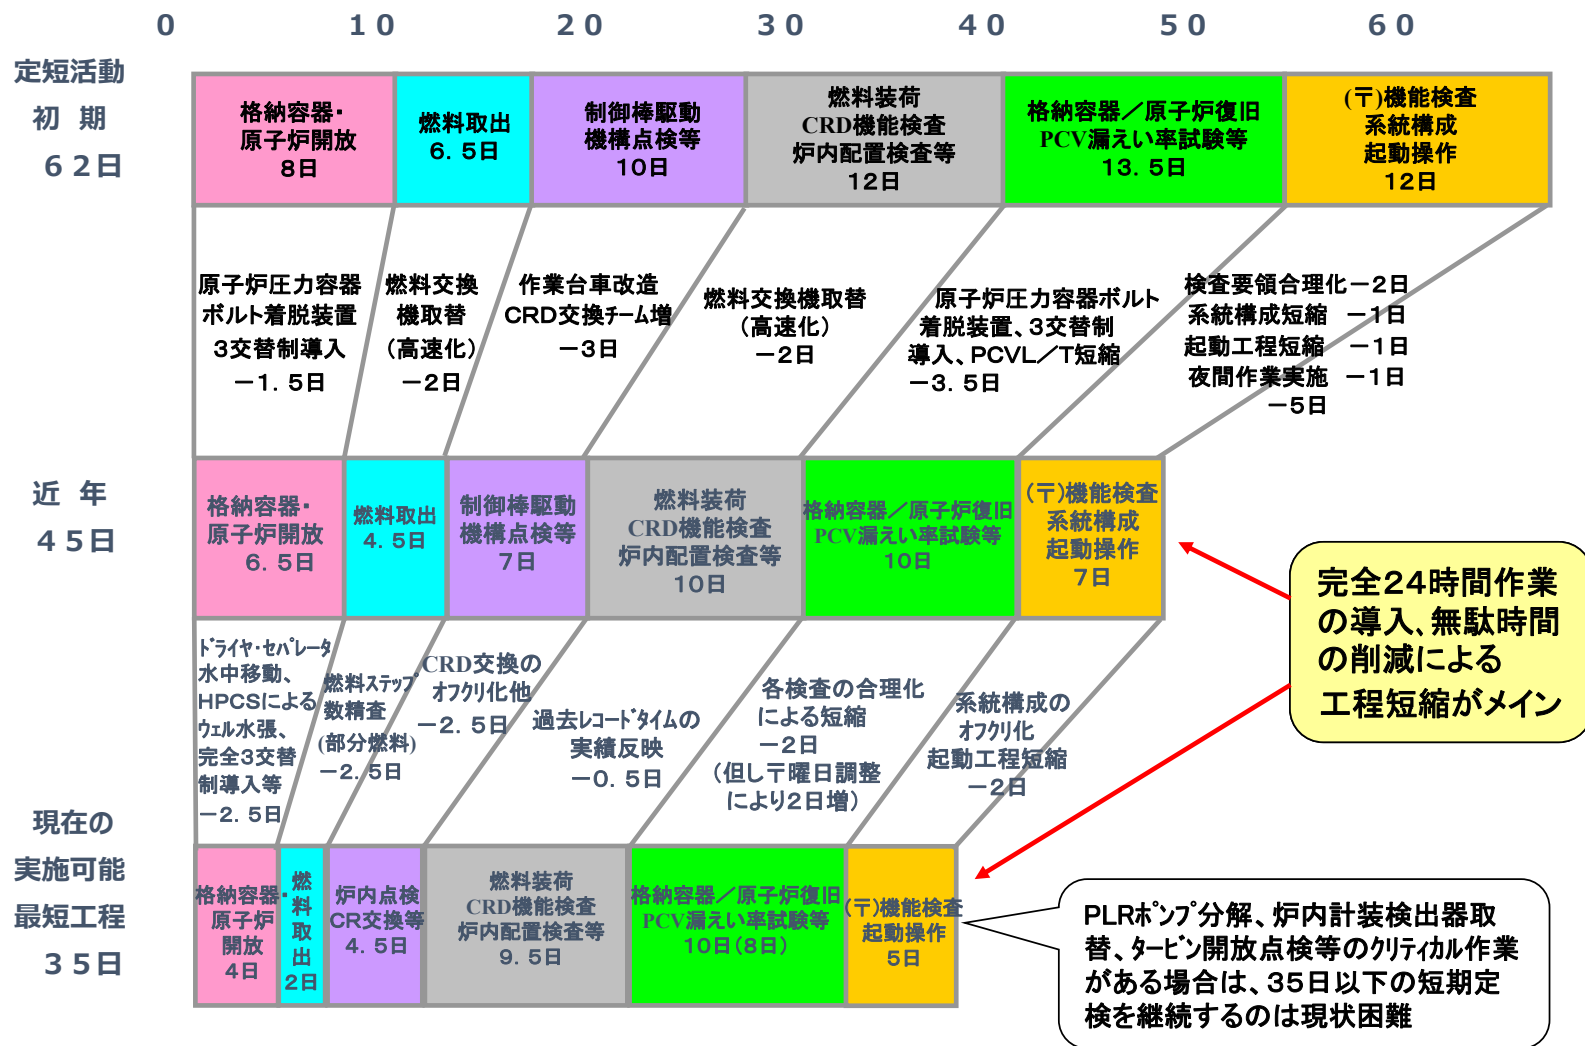 0 10 20 30 40 50 60
定短活動
初 期
62日
格納容器・
原子炉開放
8日
燃料取出
6.5日
制御棒駆動
機構点検等
10日
燃料装荷
CRD機能検査
炉内配置検査等
12日
格納容器／原子炉復旧
PCV漏えい率試験等
13.5日
(〒)機能検査
系統構成
起動操作
12日
原子炉圧力容器
ボルト着脱装置
3交替制導入
－1.5日
燃料交換
機取替
（高速化）
－2日
作業台車改造
CRD交換チーム増
－3日
燃料交換機取替
（高速化）
－2日
原子炉圧力容器ボルト
着脱装置、3交替制
導入、PCVL／T短縮
－3.5日
検査要領合理化－2日
系統構成短縮 －1日
起動工程短縮 －1日
夜間作業実施 －1日
－5日
近 年
45日
格納容器・
原子炉開放
6.5日
燃料取出
4.5日
制御棒駆動
機構点検等
7日
燃料装荷
CRD機能検査
炉内配置検査等
10日
格納容器／原子炉復旧
PCV漏えい率試験等
10日
(〒)機能検査
系統構成
起動操作
7日
完全24時間作業
の導入、無駄時間
の削減による
工程短縮がメイン
ﾄﾞﾗｲﾔ・ｾﾊﾟﾚｰﾀ
水中移動、
HPCSによる
ｳｪﾙ水張、
完全3交替
制導入等
－2.5日
燃料ｽﾃｯﾌﾟ
数精査
(部分燃料)
－2.5日
CRD交換の
ｵﾌｸﾘ化他
－2.5日
過去ﾚｺｰﾄﾞﾀｲﾑの
実績反映
－0.5日
各検査の合理化
による短縮
－2日
（但し〒曜日調整
により2日増）
系統構成の
ｵﾌｸﾘ化
起動工程短縮
－2日
現在の
実施可能
最短工程
35日
格納容器・
原子炉
開放
4日
燃
料
取
出
2日
炉内点検
CR交換等
4.5日
燃料装荷
CRD機能検査
炉内配置検査等
9.5日
格納容器／原子炉復旧
PCV漏えい率試験等
10日(8日)
(〒)機能検査
起動操作
5日
PLRﾎﾟﾝﾌﾟ分解、炉内計装検出器取
替、ﾀｰﾋﾞﾝ開放点検等のｸﾘﾃｨｶﾙ作業
がある場合は、35日以下の短期定
検を継続するのは現状困難